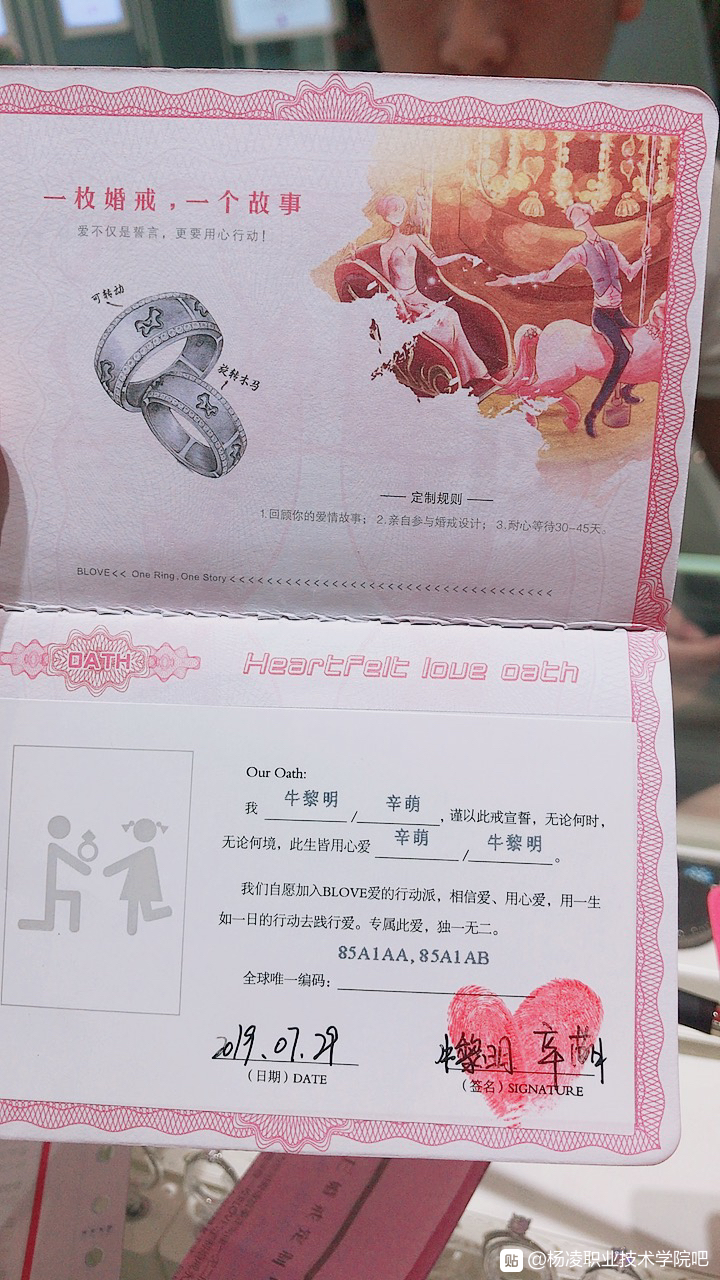 一枚婚戒，一个故事
爱不仅是誓言，更要用心行动！
可转动
旋转木马
定制规则
1.回顾你的爱情故事； 2.亲自参与婚戒设计； 3.耐心等待30-45天。
BLOVE<< One Ring, One Story<<<<<<<<<<<<<<<<<<<<<<<<<<<<<<<<<<<<<
OATH Heartfelt love oath
Our Oath:
我 牛黎明 / 辛萌 ，谨以此戒宣誓，无论何时，
无论何境，此生皆用心爱 辛萌 / 牛黎明 。
我们自愿加入BLOVE爱的行动派，相信爱、用心爱，用一生
如一日的行动去践行爱。专属此爱，独一无二。
全球唯一编码： 85A1AA, 85A1AB
2019.07.29 牛黎明 辛萌
（日期）DATE （签名）SIGNATURE
贴 @杨凌职业技术学院吧